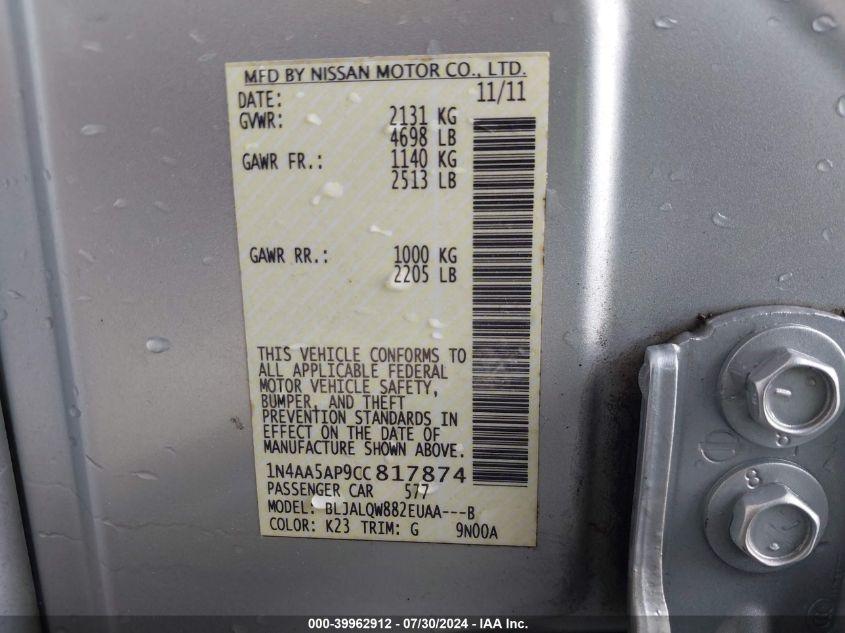 MFD BY NISSAN MOTOR CO., LTD.
DATE: 11/11
GVWR: 2131 KG
4698 LB
GAWR FR.: 1140 KG
2513 LB
GAWR RR.: 1000 KG
2205 LB
THIS VEHICLE CONFORMS TO
ALL APPLICABLE FEDERAL
MOTOR VEHICLE SAFETY,
BUMPER, AND THEFT
PREVENTION STANDARDS IN
EFFECT ON THE DATE OF
MANUFACTURE SHOWN ABOVE.
1N4AA5AP9CC817874
PASSENGER CAR 577
MODEL: BLJALQW882EUAA---B
COLOR: K23 TRIM: G 9N00A
8
8
000-39962912 - 07/30/2024 - IAA Inc.